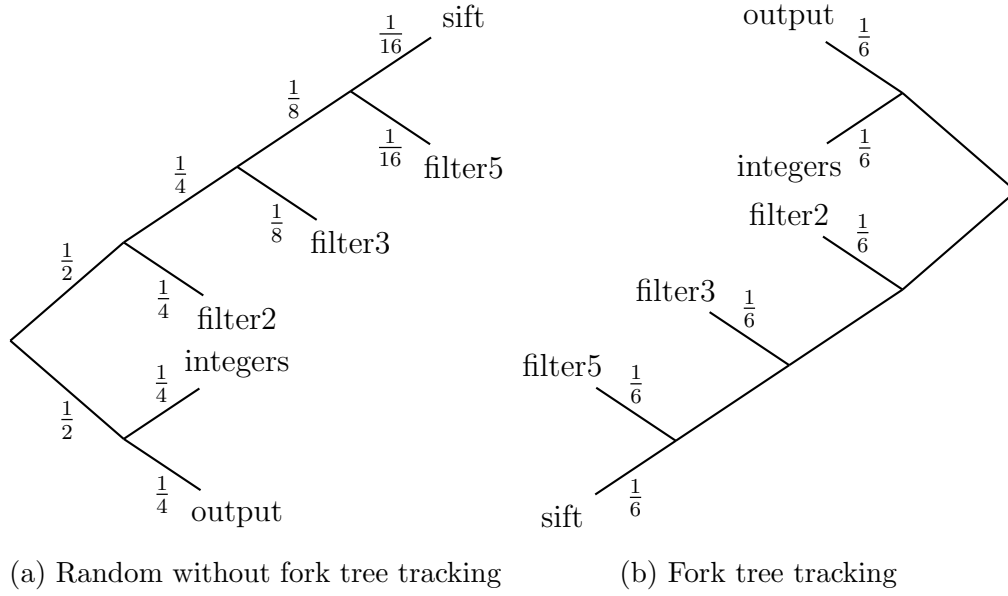 1/16 sift
1/8
1/16 filter5
1/4
1/8 filter3
1/2
1/4 filter2
1/4 integers
1/2
1/4 output
(a) Random without fork tree tracking
output 1/6
integers 1/6
filter2 1/6
filter3 1/6
filter5 1/6
sift 1/6
(b) Fork tree tracking